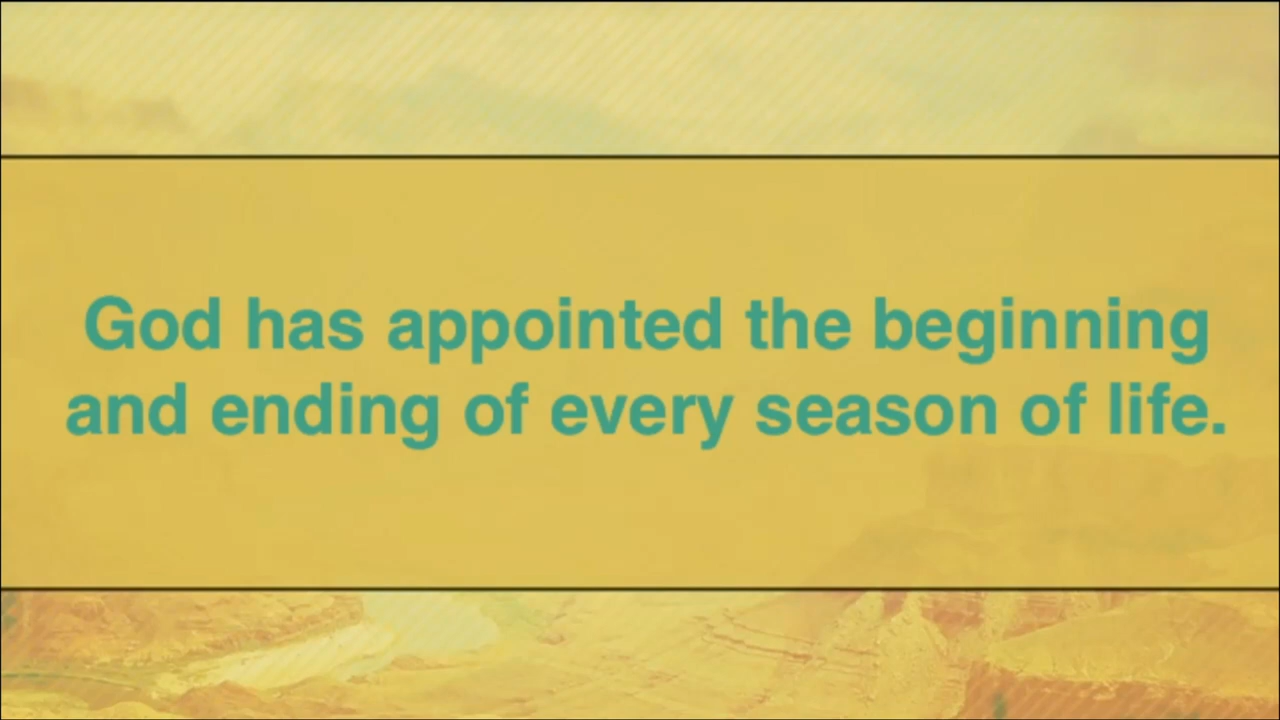 God has appointed the beginning
and ending of every season of life.